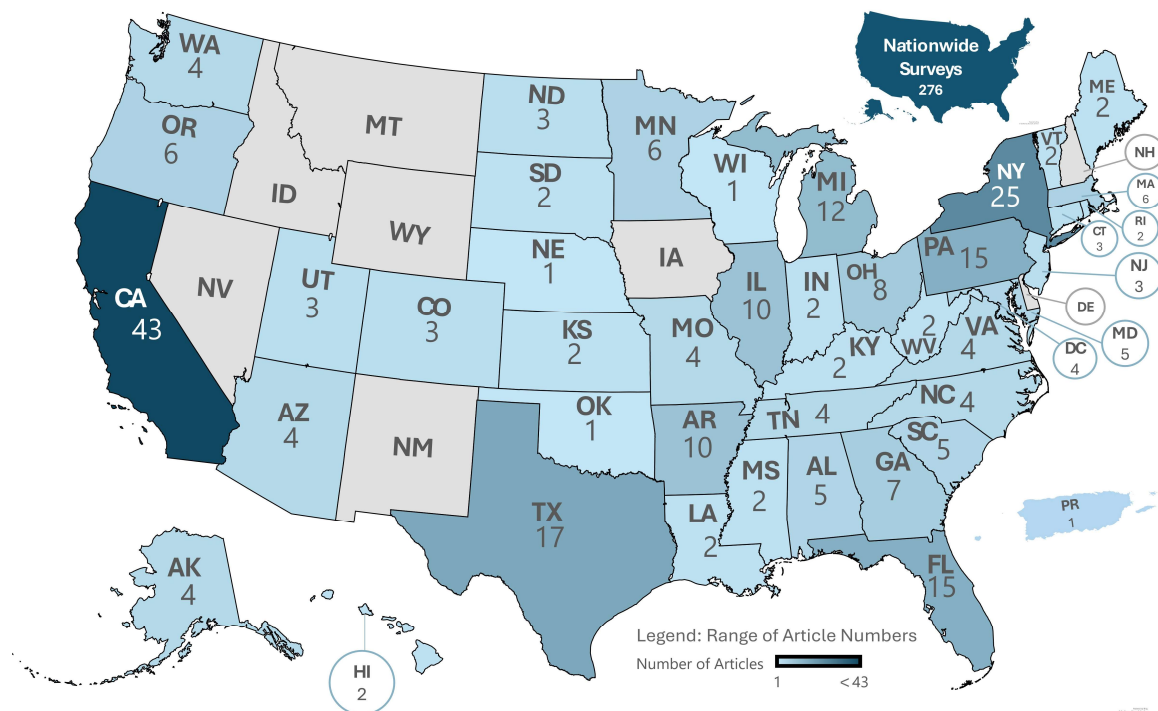 WA
4
Nationwide
Surveys
276
ME
2
ND
3
MT
OR
6
MN
6
VT
2
NH
WI
1
SD
2
NY
25
MI
12
MA
6
ID
RI
2
CT
3
WY
NE
1
IA
PA 15
NJ
3
OH
8
UT
3
NV
CO
3
IL
10
IN
2
CA
43
DE
2
WV
VA
4
MD
5
DC
4
KS
2
MO
4
KY
2
AZ
4
NM
OK
1
AR
10
TN 4
NC 4
SC
5
MS
2
AL
5
GA
7
TX
17
LA
2
PR
1
FL
15
AK
4
HI
2
Legend: Range of Article Numbers
Number of Articles
1 <43